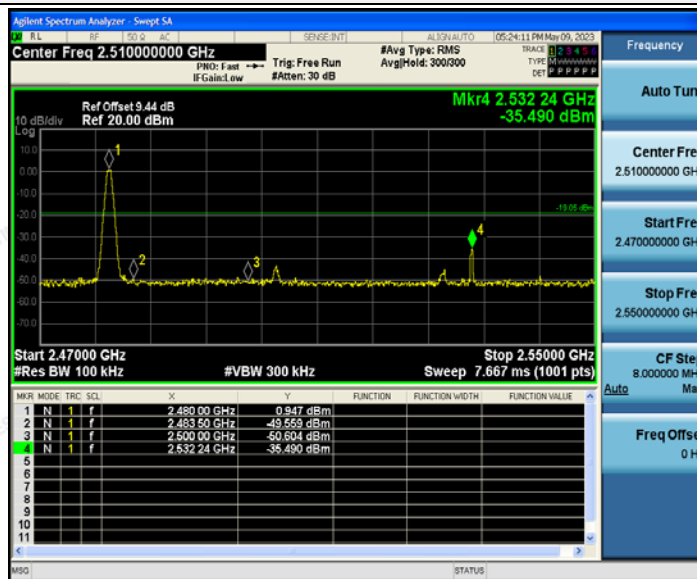 Agilent Spectrum Analyzer - Swept SA
RL RF 50 Ω AC SENSE:INT ALIGN AUTO 05:24:11 PM May 09, 2023
Center Freq 2.510000000 GHz
PNO: Fast
IFGain:Low
Trig: Free Run
#Atten: 30 dB
#Avg Type: RMS
Avg|Hold: 300/300
TRACE 1 2 3 4 5 6
TYPE M WWWWW
DET P P P P P P
Frequency
Auto Tun
Center Fre
2.510000000 GH
Start Fre
2.470000000 GH
Stop Fre
2.550000000 GH
CF Ste
8.000000 MH
Auto Ma
Freq Offse
0 H
Ref Offset 9.44 dB
10 dB/div Ref 20.00 dBm
Log
Mkr4 2.532 24 GHz
-35.490 dBm
10.0
0.00
-10.0
-20.0
-30.0
-40.0
-50.0
-60.0
-70.0
1
2
3
4
-19.06 dBm
Start 2.47000 GHz Stop 2.55000 GHz
#Res BW 100 kHz #VBW 300 kHz Sweep 7.667 ms (1001 pts)
MKR MODE TRC SCL X Y FUNCTION FUNCTION WIDTH FUNCTION VALUE
1 N 1 f 2.480 00 GHz 0.947 dBm
2 N 1 f 2.483 50 GHz -49.559 dBm
3 N 1 f 2.500 00 GHz -50.604 dBm
4 N 1 f 2.532 24 GHz -35.490 dBm
5
6
7
8
9
10
11
MSG STATUS